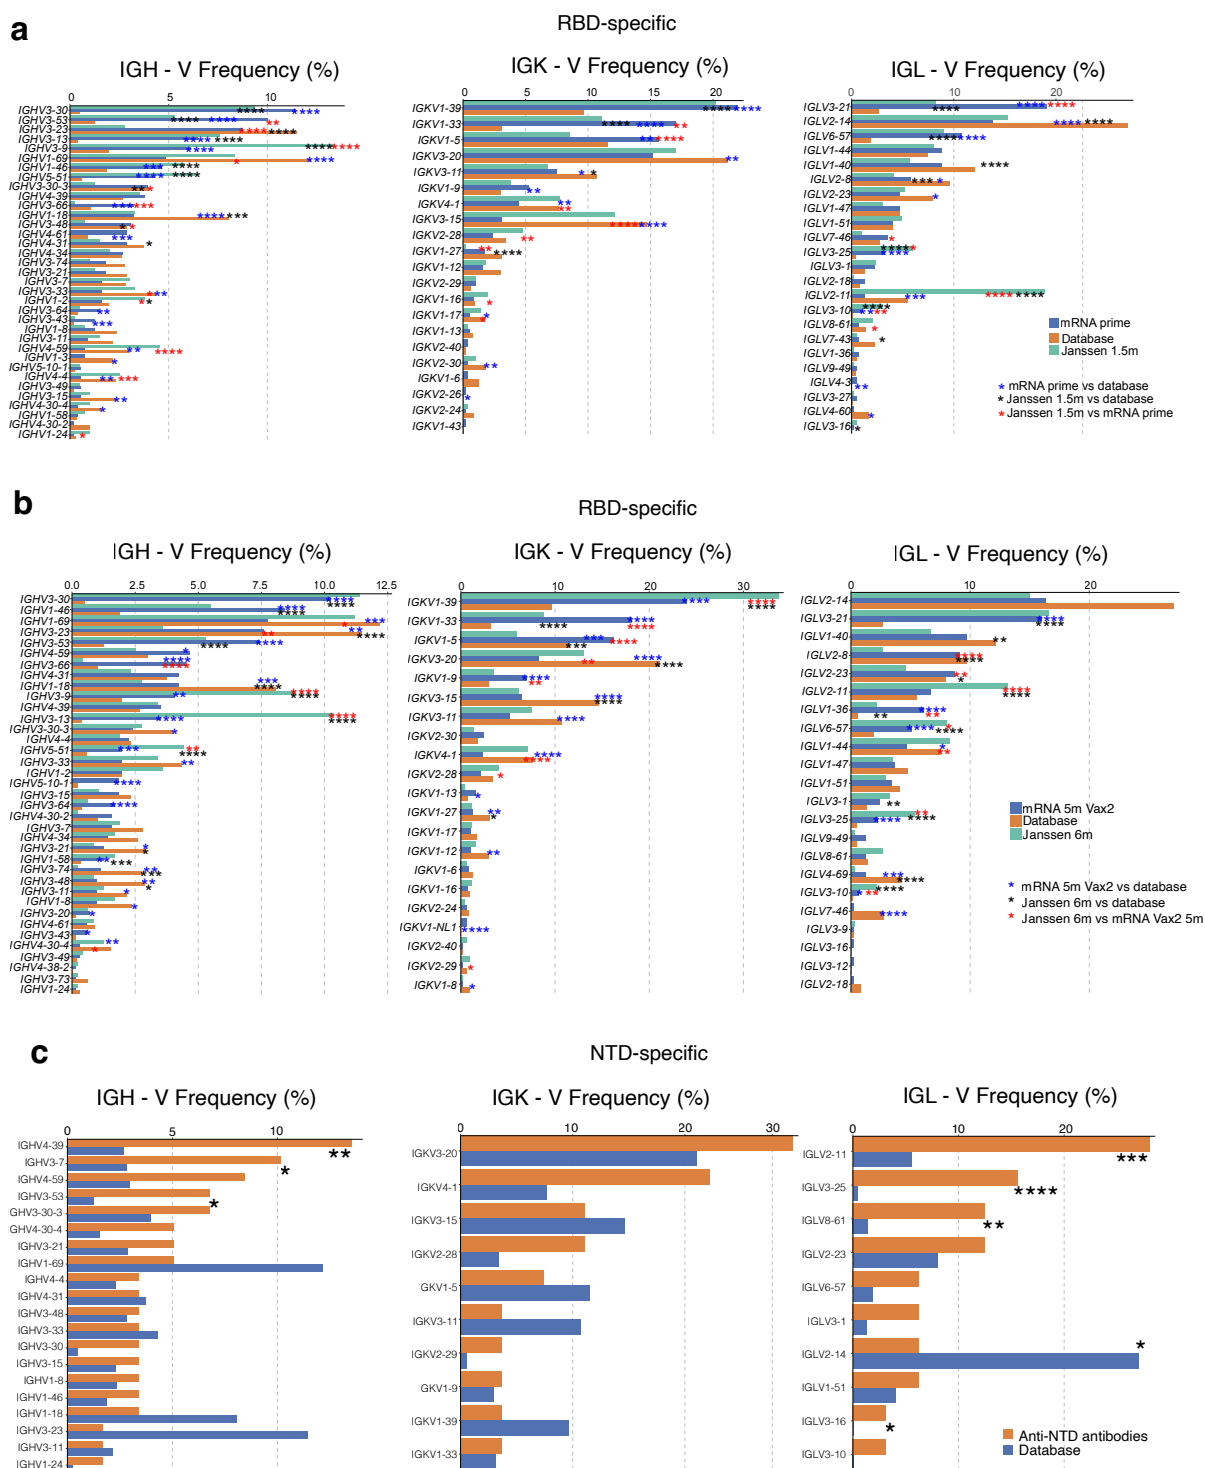 a
RBD-specific
IGH - V Frequency (%)
0 5 10
IGHV3-30
IGHV3-53
IGHV3-23
IGHV3-13
IGHV3-9
IGHV1-69
IGHV1-46
IGHV5-51
IGHV3-30-3
IGHV4-39
IGHV3-66
IGHV1-18
IGHV3-48
IGHV4-61
IGHV4-31
IGHV4-34
IGHV3-74
IGHV3-21
IGHV3-7
IGHV3-33
IGHV1-2
IGHV3-64
IGHV3-43
IGHV1-8
IGHV3-11
IGHV4-59
IGHV1-3
IGHV5-10-1
IGHV4-4
IGHV3-49
IGHV3-15
IGHV4-30-4
IGHV1-58
IGHV4-30-2
IGHV1-24
IGK - V Frequency (%)
0 5 10 15 20
IGKV1-39
IGKV1-33
IGKV1-5
IGKV3-20
IGKV3-11
IGKV1-9
IGKV4-1
IGKV3-15
IGKV2-28
IGKV1-27
IGKV1-12
IGKV2-29
IGKV1-16
IGKV1-17
IGKV1-13
IGKV2-40
IGKV2-30
IGKV1-6
IGKV2-26
IGKV2-24
IGKV1-43
IGL - V Frequency (%)
0 10 20
IGLV3-21
IGLV2-14
IGLV6-57
IGLV1-44
IGLV1-40
IGLV2-8
IGLV2-23
IGLV1-47
IGLV1-51
IGLV7-46
IGLV3-25
IGLV3-1
IGLV2-18
IGLV2-11
IGLV3-10
IGLV8-61
IGLV7-43
IGLV1-36
IGLV9-49
IGLV4-3
IGLV3-27
IGLV4-60
IGLV3-16
mRNA prime
Database
Janssen 1.5m
* mRNA prime vs database
* Janssen 1.5m vs database
* Janssen 1.5m vs mRNA prime
b
RBD-specific
IGH - V Frequency (%)
0.0 2.5 5.0 7.5 10.0 12.5
IGHV3-30
IGHV1-46
IGHV1-69
IGHV3-23
IGHV3-53
IGHV4-59
IGHV3-66
IGHV4-31
IGHV1-18
IGHV3-9
IGHV4-39
IGHV3-13
IGHV3-30-3
IGHV4-4
IGHV5-51
IGHV3-33
IGHV1-2
IGHV5-10-1
IGHV3-15
IGHV3-64
IGHV4-30-2
IGHV3-7
IGHV4-34
IGHV3-21
IGHV1-58
IGHV3-74
IGHV3-48
IGHV3-11
IGHV1-8
IGHV3-20
IGHV4-61
IGHV3-43
IGHV4-30-4
IGHV3-49
IGHV4-38-2
IGHV3-73
IGHV1-24
IGK - V Frequency (%)
0 10 20 30
IGKV1-39
IGKV1-33
IGKV1-5
IGKV3-20
IGKV1-9
IGKV3-15
IGKV3-11
IGKV2-30
IGKV4-1
IGKV2-28
IGKV1-13
IGKV1-27
IGKV1-17
IGKV1-12
IGKV1-6
IGKV1-16
IGKV2-24
IGKV1-NL1
IGKV2-40
IGKV2-29
IGKV1-8
IGL - V Frequency (%)
0 10 20
IGLV2-14
IGLV3-21
IGLV1-40
IGLV2-8
IGLV2-23
IGLV2-11
IGLV1-36
IGLV6-57
IGLV1-44
IGLV1-47
IGLV1-51
IGLV3-1
IGLV3-25
IGLV9-49
IGLV8-61
IGLV4-69
IGLV3-10
IGLV7-46
IGLV3-9
IGLV3-16
IGLV3-12
IGLV2-18
mRNA 5m Vax2
Database
Janssen 6m
* mRNA 5m Vax2 vs database
* Janssen 6m vs database
* Janssen 6m vs mRNA Vax2 5m
c
NTD-specific
IGH - V Frequency (%)
0 5 10
IGHV4-39
IGHV3-7
IGHV4-59
IGHV3-53
GHV3-30-3
GHV4-30-4
IGHV3-21
IGHV1-69
IGHV4-4
IGHV4-31
IGHV3-48
IGHV3-33
IGHV3-30
IGHV3-15
IGHV1-8
IGHV1-46
IGHV1-18
IGHV3-23
IGHV3-11
IGHV1-24
IGK - V Frequency (%)
0 10 20 30
IGKV3-20
IGKV4-1
IGKV3-15
IGKV2-28
GKV1-5
IGKV3-11
IGKV2-29
GKV1-9
IGKV1-39
IGKV1-33
IGL - V Frequency (%)
0 10 20
IGLV2-11
IGLV3-25
IGLV8-61
IGLV2-23
IGLV6-57
IGLV3-1
IGLV2-14
IGLV1-51
IGLV3-16
IGLV3-10
Anti-NTD antibodies
Database